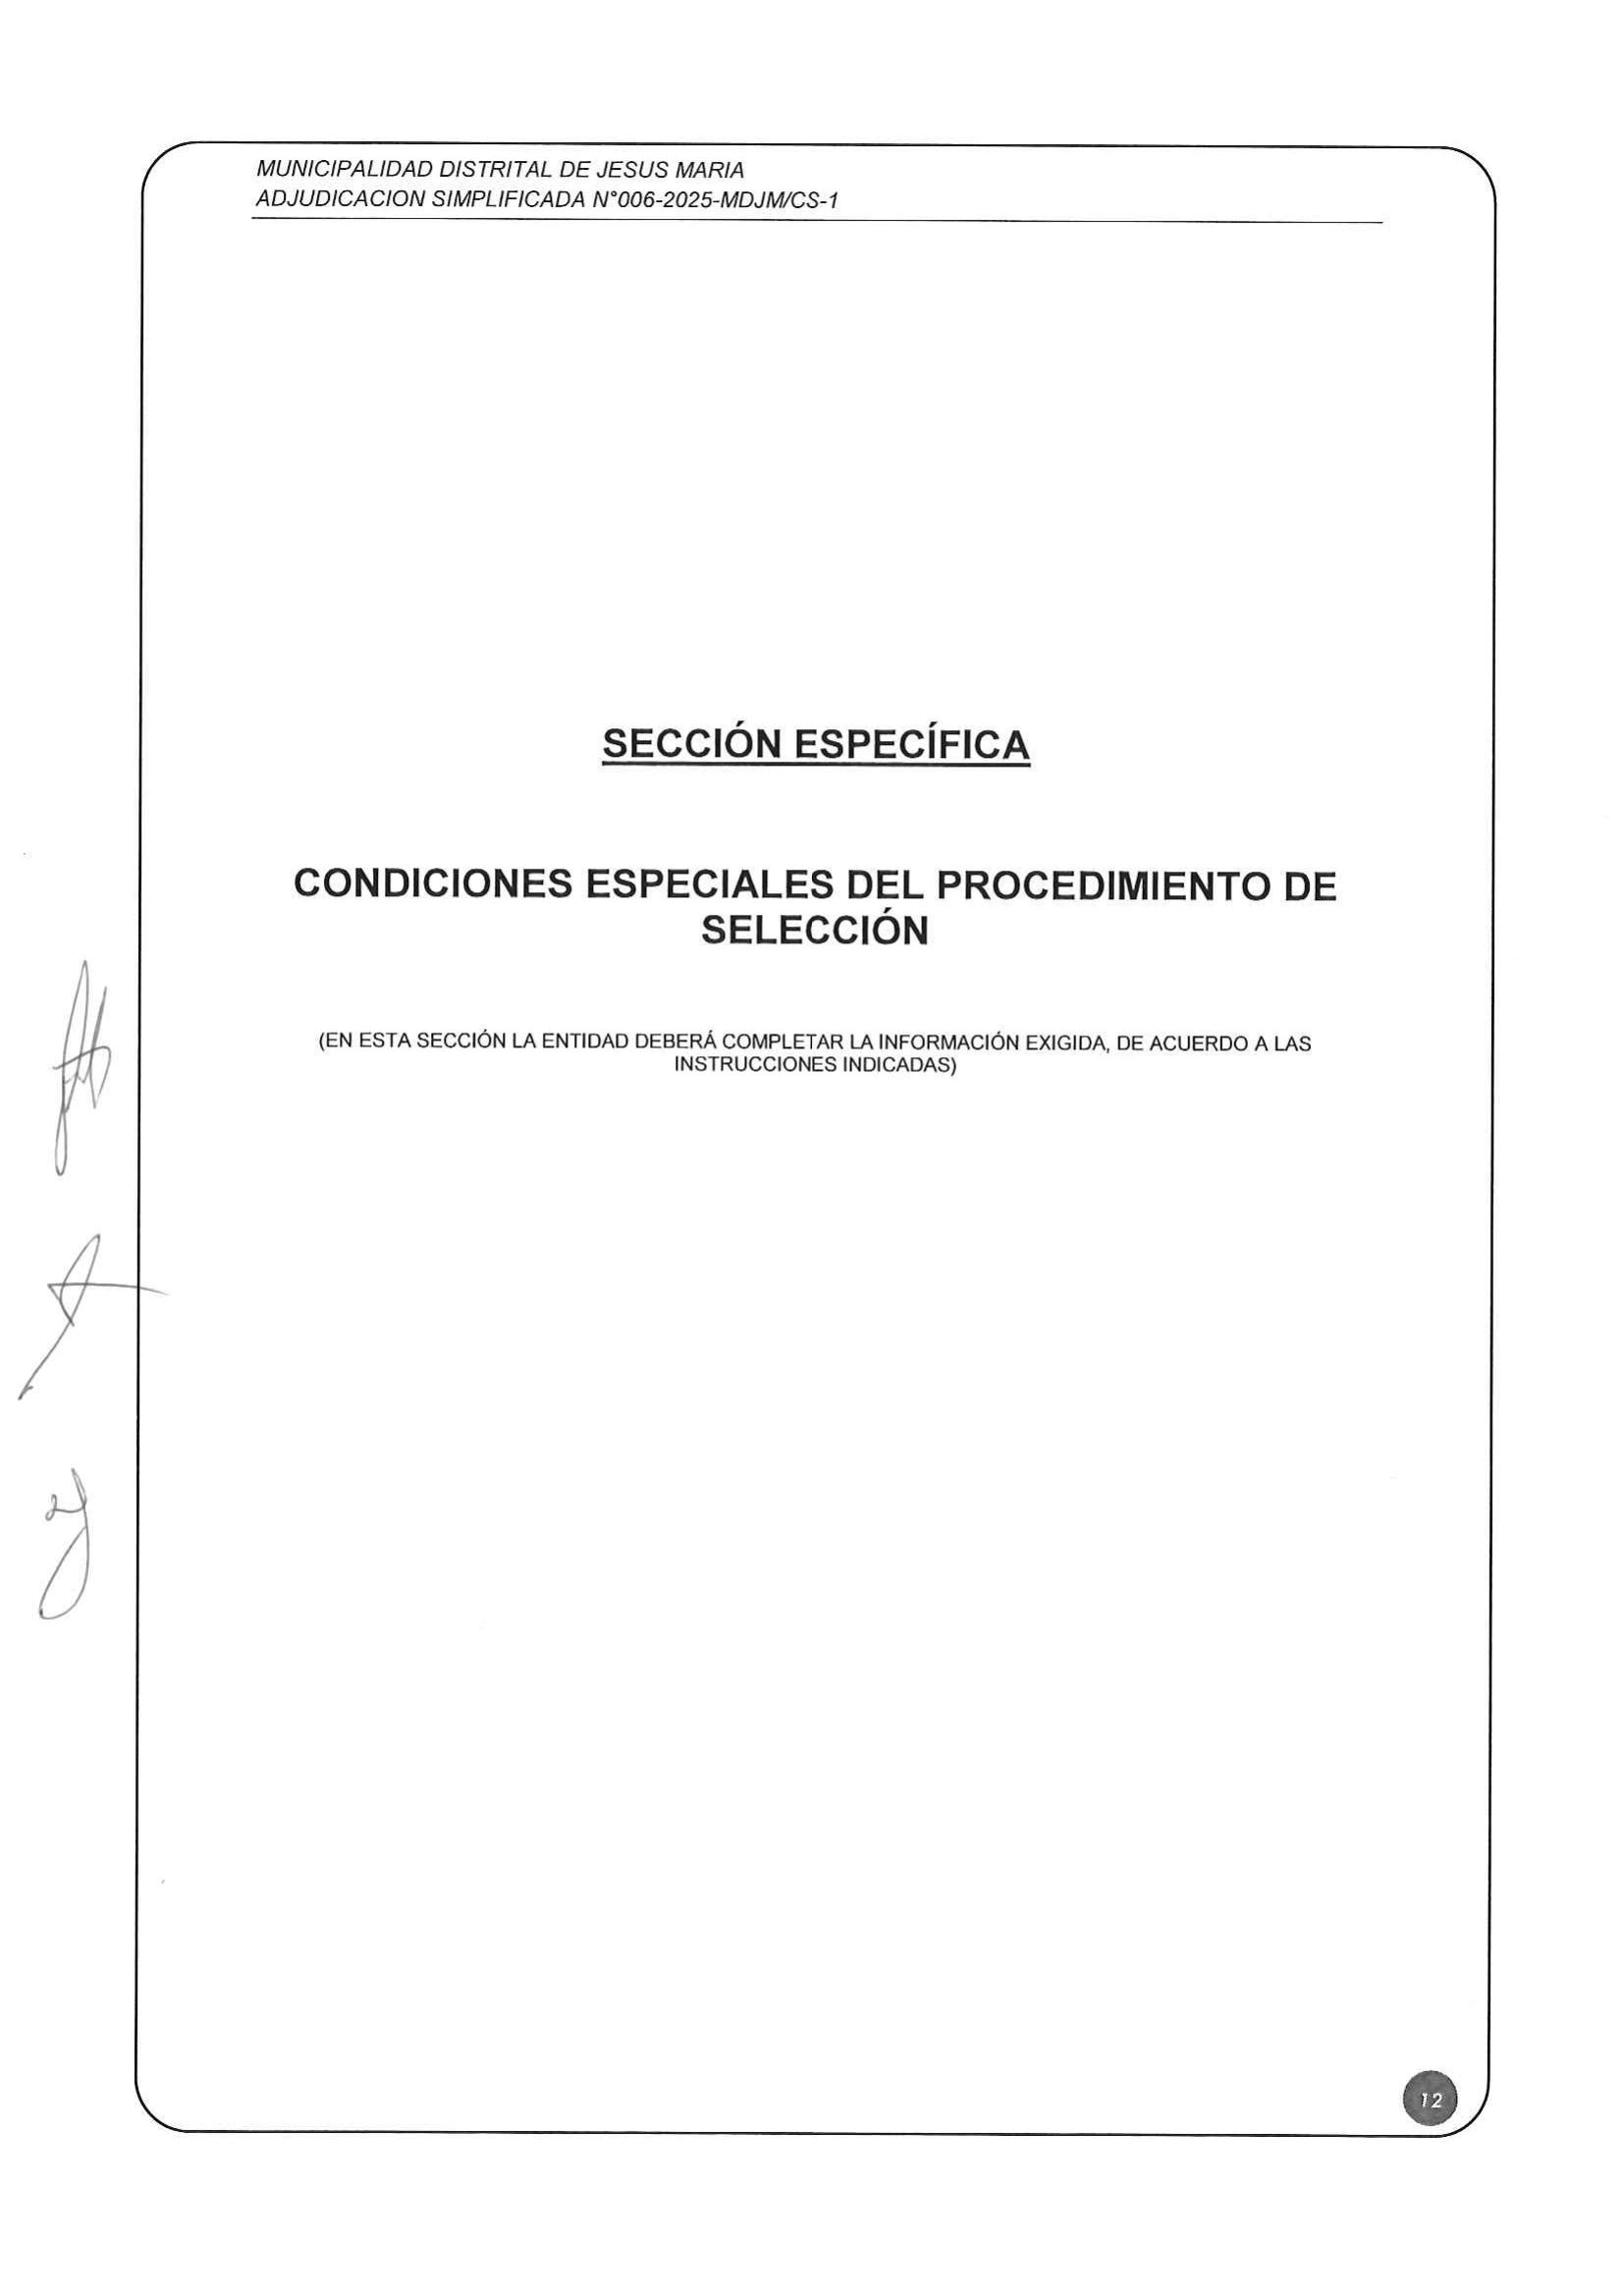 MUNICIPALIDAD DISTRITAL DE JESUS MARIA
ADJUDICACION SIMPLIFICADA N°006-2025-MDJM/CS-1
SECCIÓN ESPECÍFICA
CONDICIONES ESPECIALES DEL PROCEDIMIENTO DE
SELECCIÓN
(EN ESTA SECCIÓN LA ENTIDAD DEBERÁ COMPLETAR LA INFORMACIÓN EXIGIDA, DE ACUERDO A LAS
INSTRUCCIONES INDICADAS)
12